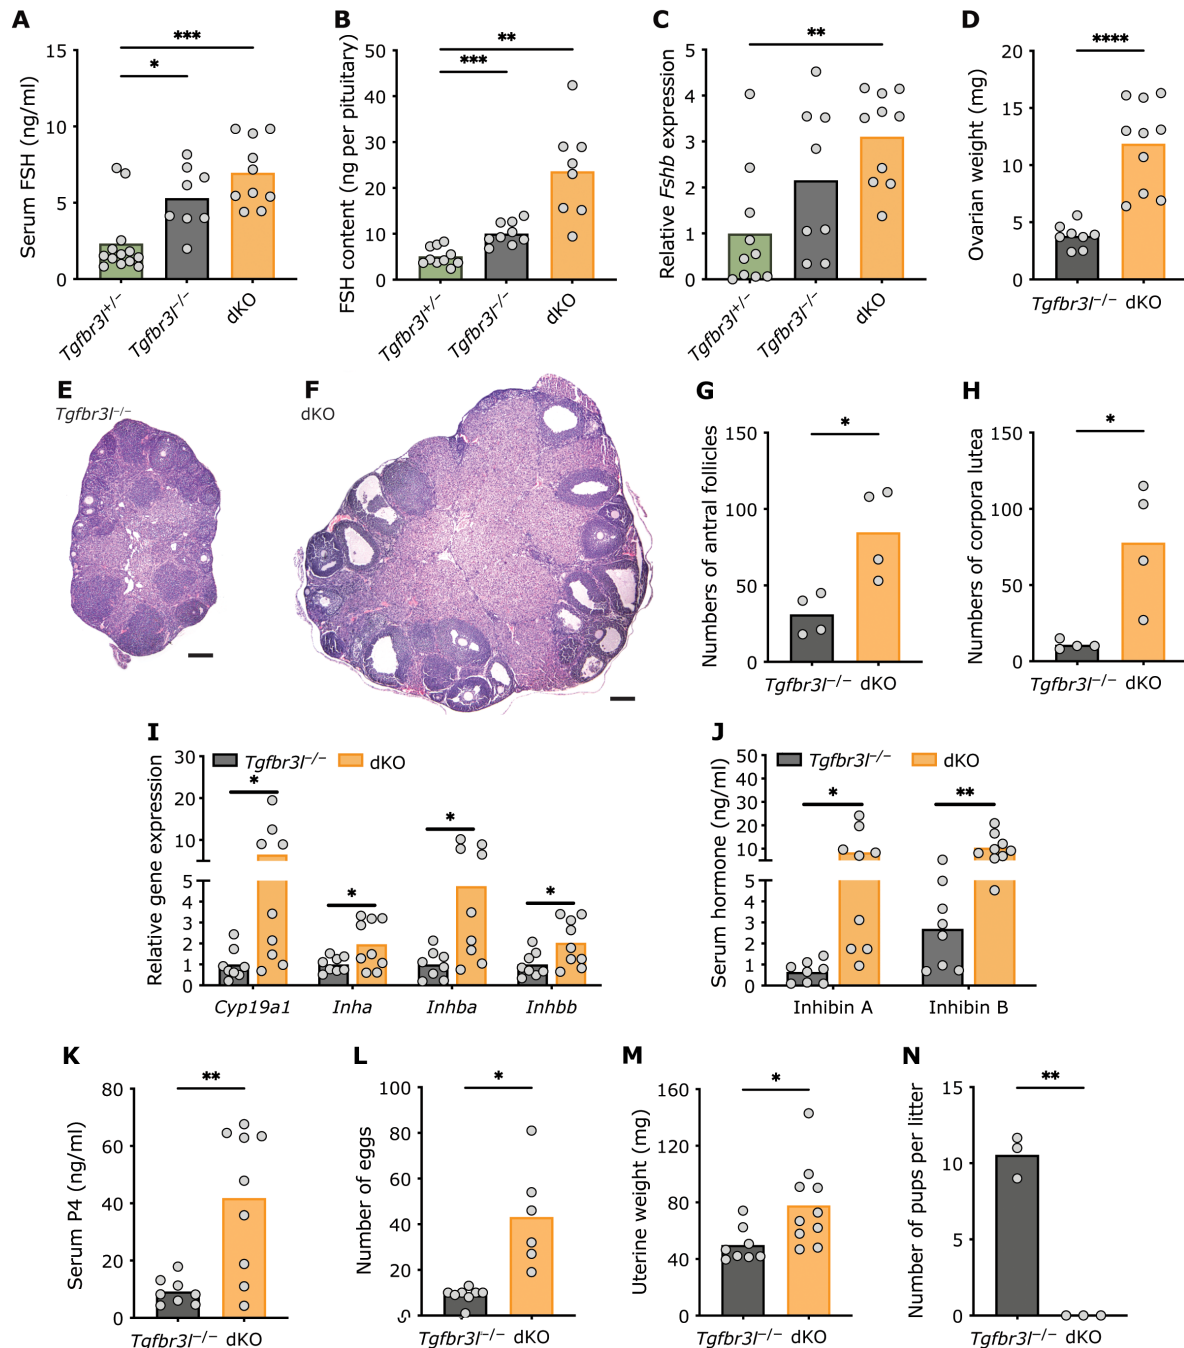 A
Serum FSH (ng/ml)
15
10
5
0
***
*
Tgfbr3l+/−
Tgfbr3l−/−
dKO
B
FSH content (ng per pituitary)
50
40
30
20
10
0
**
***
Tgfbr3l+/−
Tgfbr3l−/−
dKO
C
Relative Fshb expression
5
4
3
2
1
0
**
Tgfbr3l+/−
Tgfbr3l−/−
dKO
D
Ovarian weight (mg)
20
15
10
5
0
****
Tgfbr3l−/− dKO
E
Tgfbr3l−/−
F
dKO
G
Numbers of antral follicles
150
100
50
0
*
Tgfbr3l−/− dKO
H
Numbers of corpora lutea
150
100
50
0
*
Tgfbr3l−/− dKO
I
Relative gene expression
Tgfbr3l−/− dKO
30
20
10
5
4
3
2
1
0
*
*
*
*
Cyp19a1 Inha Inhba Inhbb
J
Serum hormone (ng/ml)
Tgfbr3l−/− dKO
50
40
30
20
10
5
4
3
2
1
0
*
**
Inhibin A Inhibin B
K
Serum P4 (ng/ml)
80
60
40
20
0
**
Tgfbr3l−/− dKO
L
Number of eggs
100
80
60
40
20
*
Tgfbr3l−/− dKO
M
Uterine weight (mg)
160
120
80
40
0
*
Tgfbr3l−/− dKO
N
Number of pups per litter
15
10
5
0
**
Tgfbr3l−/− dKO